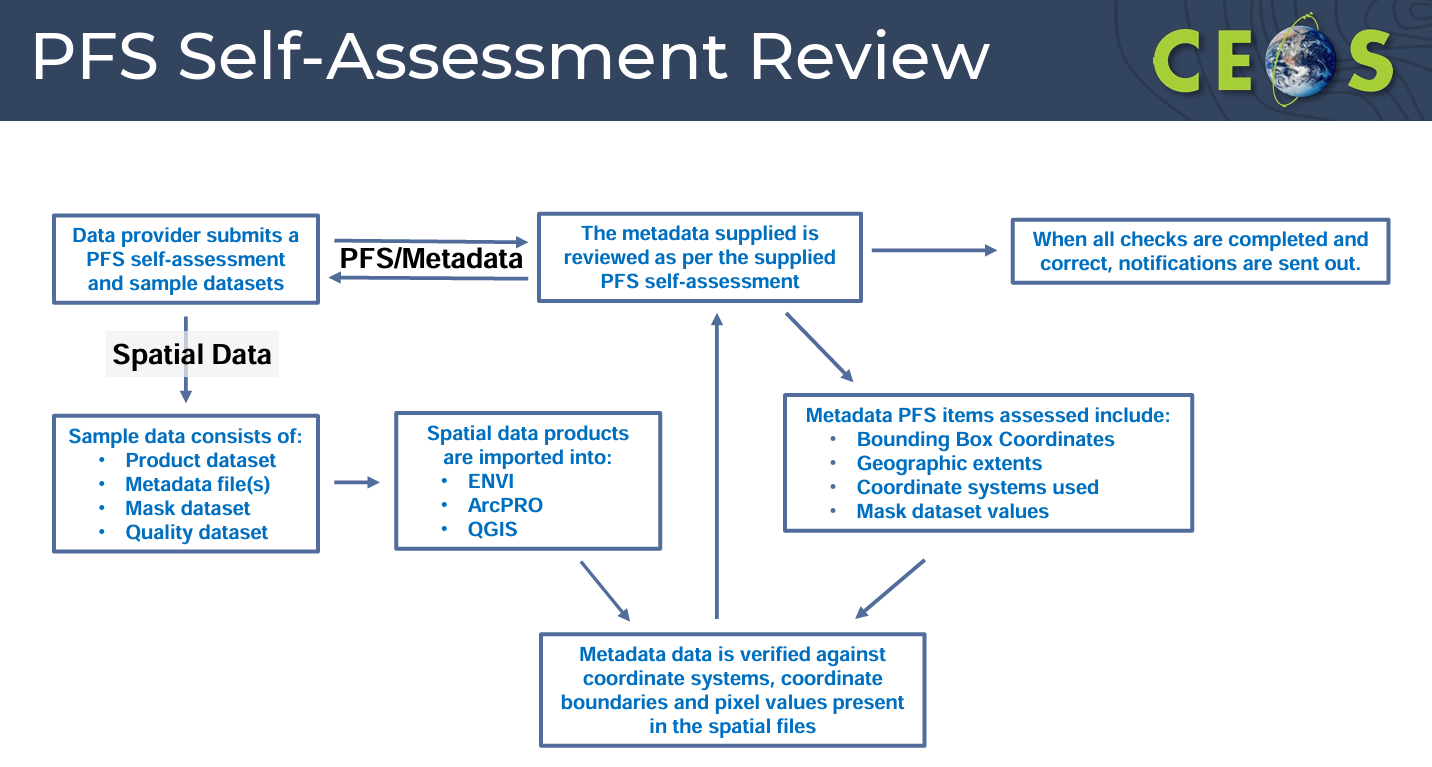 PFS Self-Assessment Review
CEOS
Data provider submits a
PFS self-assessment
and sample datasets
PFS/Metadata
The metadata supplied is
reviewed as per the supplied
PFS self-assessment
When all checks are completed and
correct, notifications are sent out.
Spatial Data
Sample data consists of:
• Product dataset
• Metadata file(s)
• Mask dataset
• Quality dataset
Spatial data products
are imported into:
• ENVI
• ArcPRO
• QGIS
Metadata PFS items assessed include:
• Bounding Box Coordinates
• Geographic extents
• Coordinate systems used
• Mask dataset values
Metadata data is verified against
coordinate systems, coordinate
boundaries and pixel values present
in the spatial files